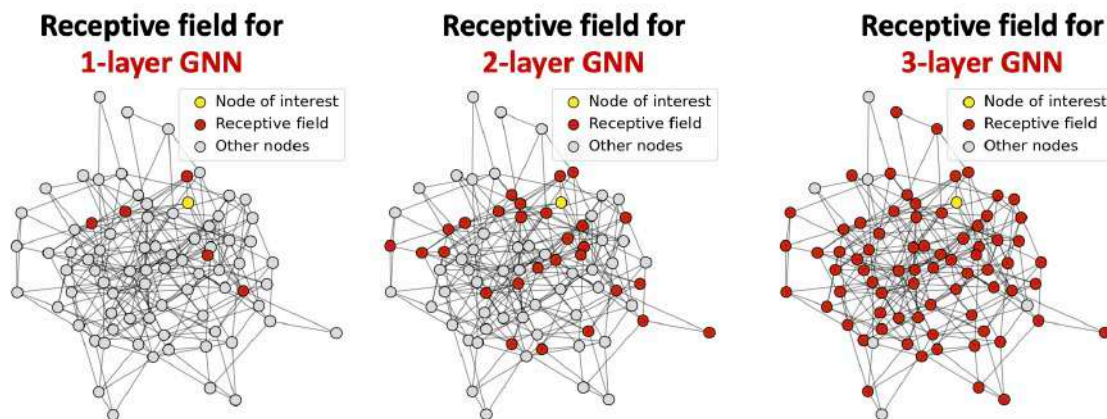 Receptive field for
1-layer GNN
Node of interest
Receptive field
Other nodes
Receptive field for
2-layer GNN
Node of interest
Receptive field
Other nodes
Receptive field for
3-layer GNN
Node of interest
Receptive field
Other nodes